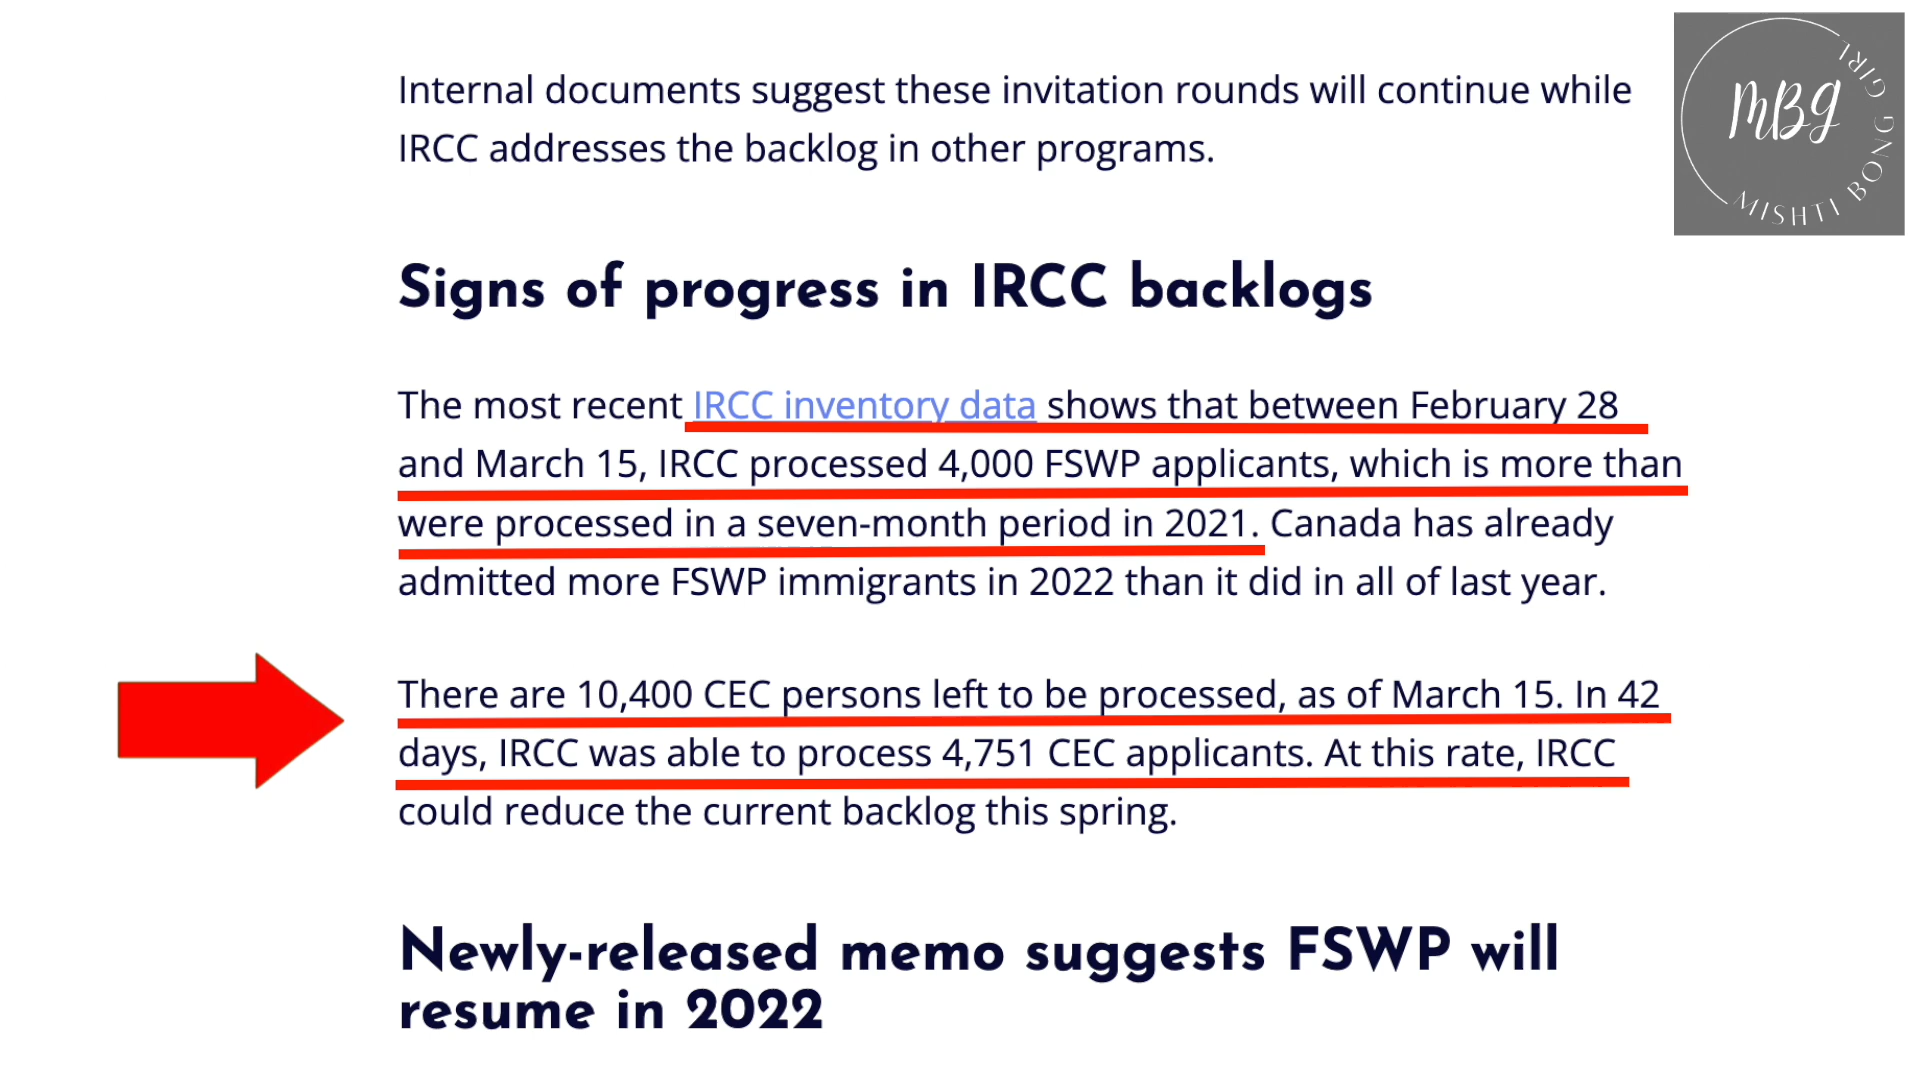 Internal documents suggest these invitation rounds will continue while
IRCC addresses the backlog in other programs.
MBG
MISHTI BONG GIRL
Signs of progress in IRCC backlogs
The most recent IRCC inventory data shows that between February 28
and March 15, IRCC processed 4,000 FSWP applicants, which is more than
were processed in a seven-month period in 2021. Canada has already
admitted more FSWP immigrants in 2022 than it did in all of last year.
There are 10,400 CEC persons left to be processed, as of March 15. In 42
days, IRCC was able to process 4,751 CEC applicants. At this rate, IRCC
could reduce the current backlog this spring.
Newly-released memo suggests FSWP will
resume in 2022